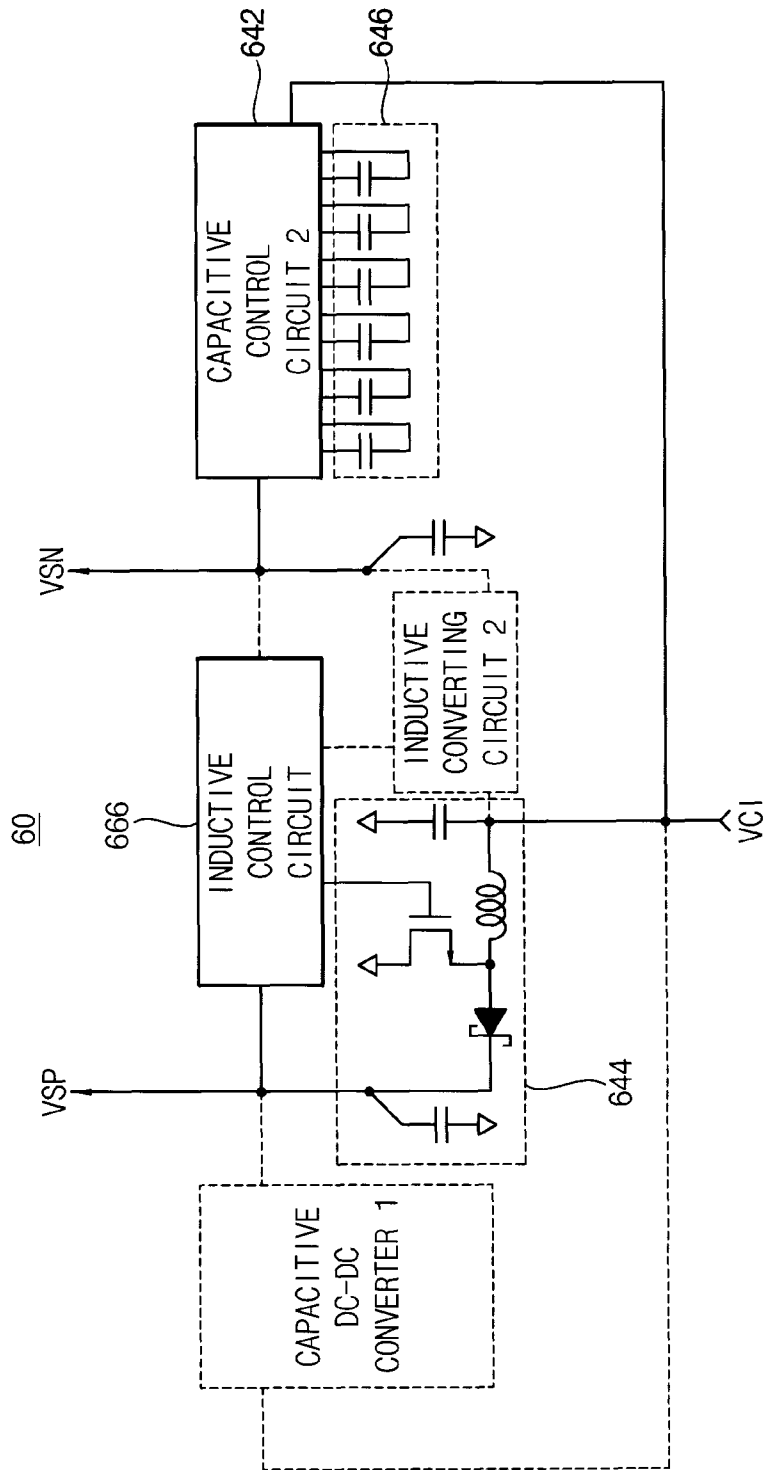 60
VSP
VSN
CAPACITIVE
DC-DC
CONVERTER 1
666
INDUCTIVE
CONTROL
CIRCUIT
INDUCTIVE
CONVERTING
CIRCUIT 2
CAPACITIVE
CONTROL
CIRCUIT 2
642
646
644
VCI